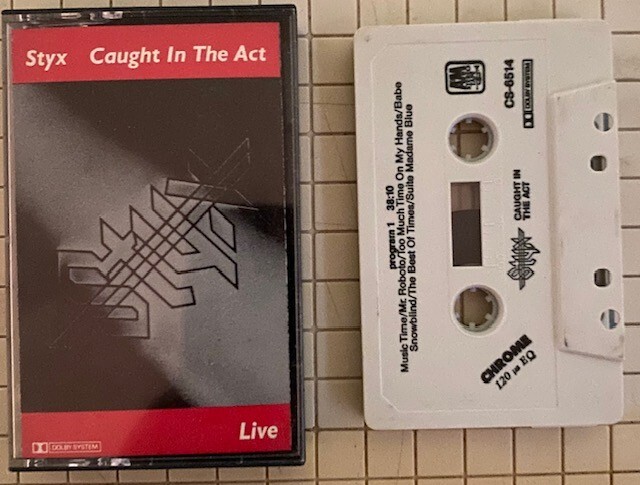 Styx Caught In The Act
Styx
DOLBY SYSTEM
Live
A&M
CS-6514
DOLBY SYSTEM
program 1 38:10
Music Time/Mr. Roboto/Too Much Time On My Hands/Babe
Snowblind/The Best Of Times/Suite Madame Blue
Styx
CAUGHT IN
THE ACT
CHROME
120 μs EQ